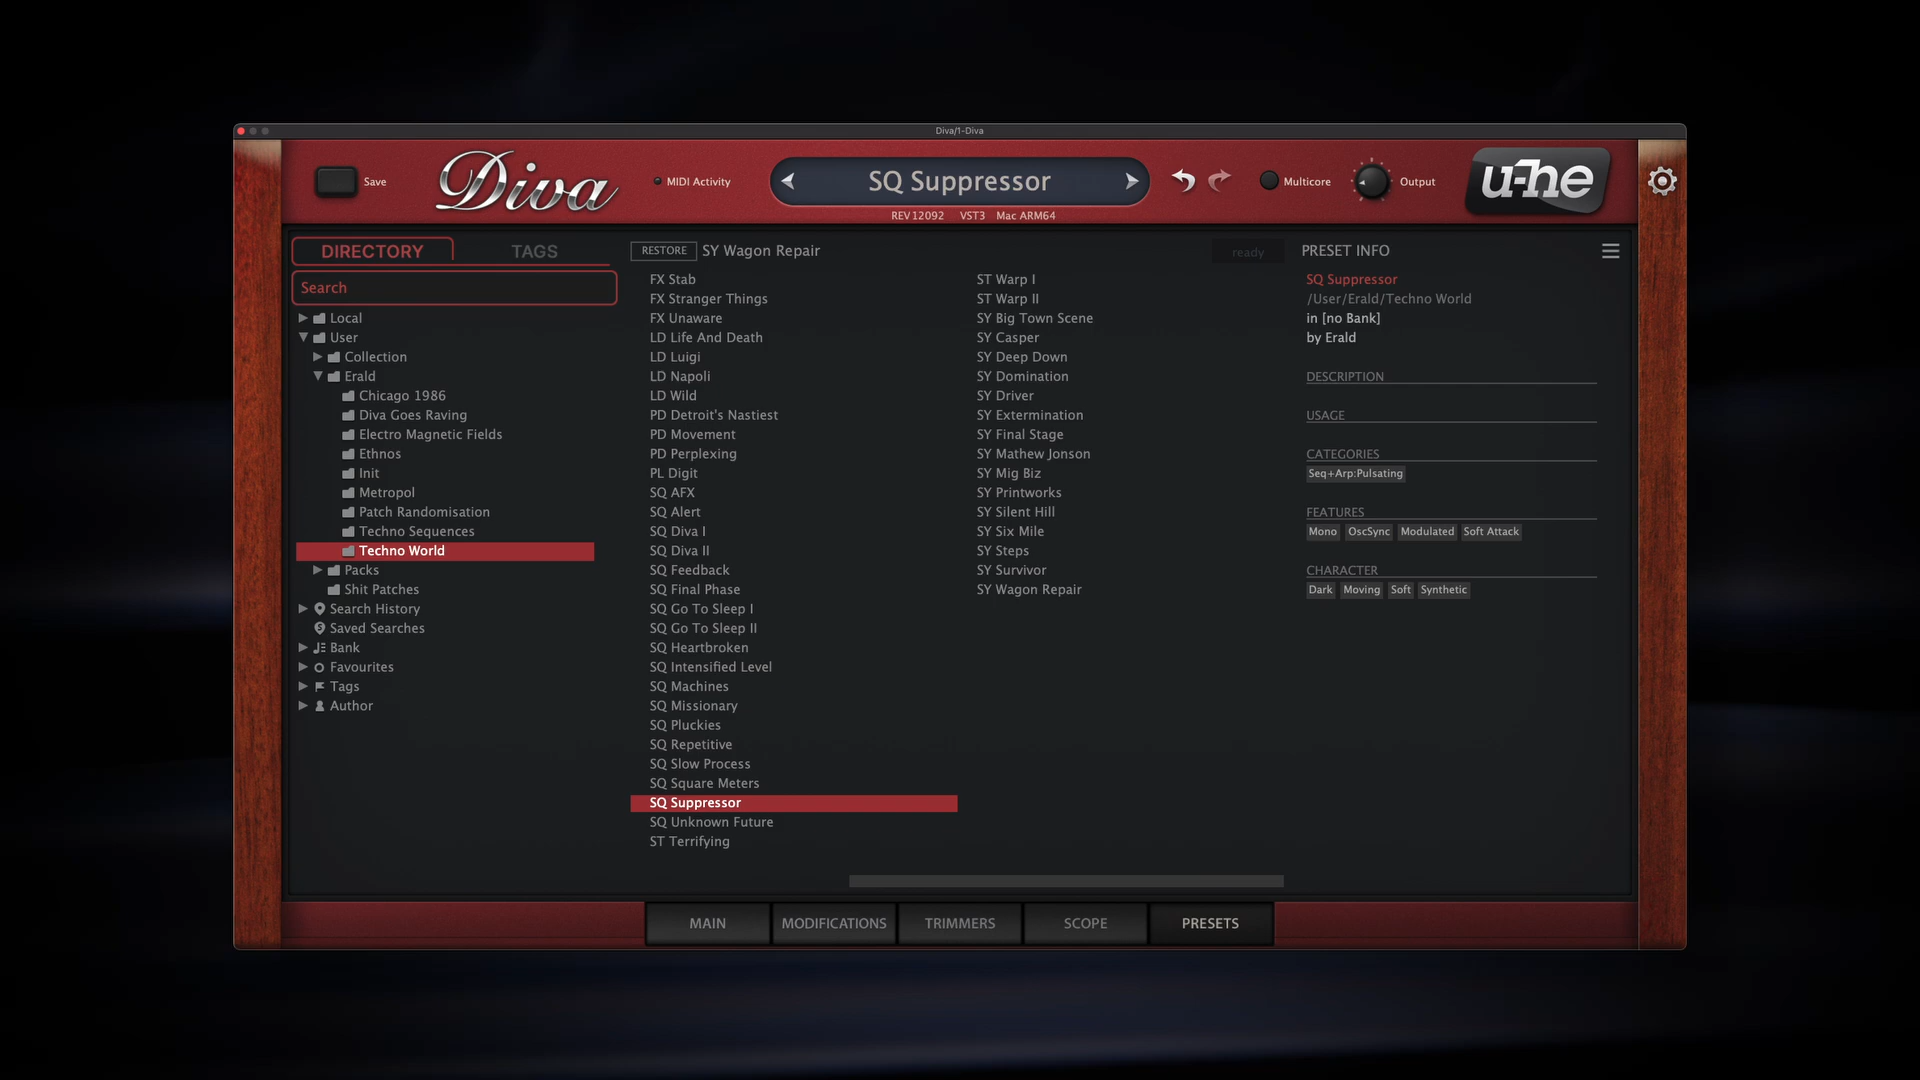 Diva/1-Diva
Save
Diva
MIDI Activity
SQ Suppressor
Multicore
Output
u-he
REV 12092 VST3 Mac ARM64
DIRECTORY
TAGS
Search
Local
User
Collection
Erald
Chicago 1986
Diva Goes Raving
Electro Magnetic Fields
Ethnos
Init
Metropol
Patch Randomisation
Techno Sequences
Techno World
Packs
Shit Patches
Search History
Saved Searches
Bank
Favourites
Tags
Author
RESTORE SY Wagon Repair
ready
FX Stab
FX Stranger Things
FX Unaware
LD Life And Death
LD Luigi
LD Napoli
LD Wild
PD Detroit's Nastiest
PD Movement
PD Perplexing
PL Digit
SQ AFX
SQ Alert
SQ Diva I
SQ Diva II
SQ Feedback
SQ Final Phase
SQ Go To Sleep I
SQ Go To Sleep II
SQ Heartbroken
SQ Intensified Level
SQ Machines
SQ Missionary
SQ Pluckies
SQ Repetitive
SQ Slow Process
SQ Square Meters
SQ Suppressor
SQ Unknown Future
ST Terrifying
ST Warp I
ST Warp II
SY Big Town Scene
SY Casper
SY Deep Down
SY Domination
SY Driver
SY Extermination
SY Final Stage
SY Mathew Jonson
SY Mig Biz
SY Printworks
SY Silent Hill
SY Six Mile
SY Steps
SY Survivor
SY Wagon Repair
PRESET INFO
SQ Suppressor
/User/Erald/Techno World
in [no Bank]
by Erald
DESCRIPTION
USAGE
CATEGORIES
Seq+Arp:Pulsating
FEATURES
Mono OscSync Modulated Soft Attack
CHARACTER
Dark Moving Soft Synthetic
MAIN
MODIFICATIONS
TRIMMERS
SCOPE
PRESETS